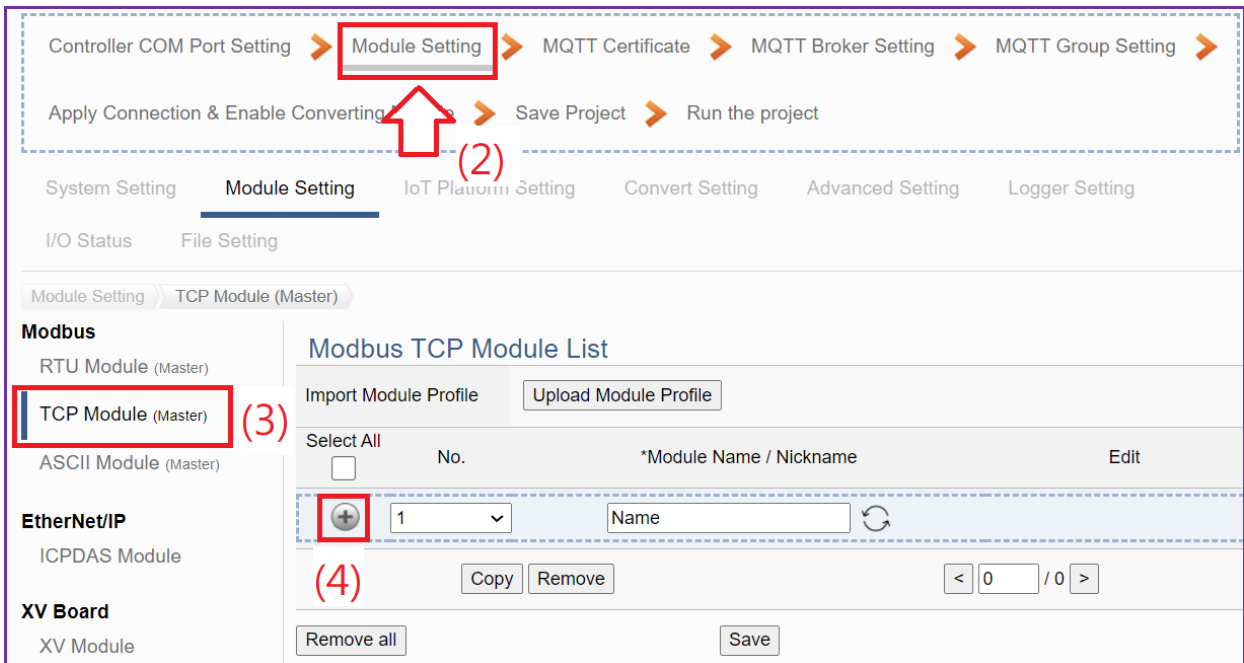 Controller COM Port Setting Module Setting MQTT Certificate MQTT Broker Setting MQTT Group Setting
Apply Connection & Enable Converting Save Project Run the project
(2)
System Setting Module Setting IoT Platform Setting Convert Setting Advanced Setting Logger Setting
I/O Status File Setting
Module Setting TCP Module (Master)
Modbus
RTU Module (Master)
TCP Module (Master)
(3)
ASCII Module (Master)
EtherNet/IP
ICPDAS Module
XV Board
XV Module
Modbus TCP Module List
Import Module Profile Upload Module Profile
Select All No. *Module Name / Nickname Edit
1 Name
(4)
Copy Remove < 0 / 0 >
Remove all Save